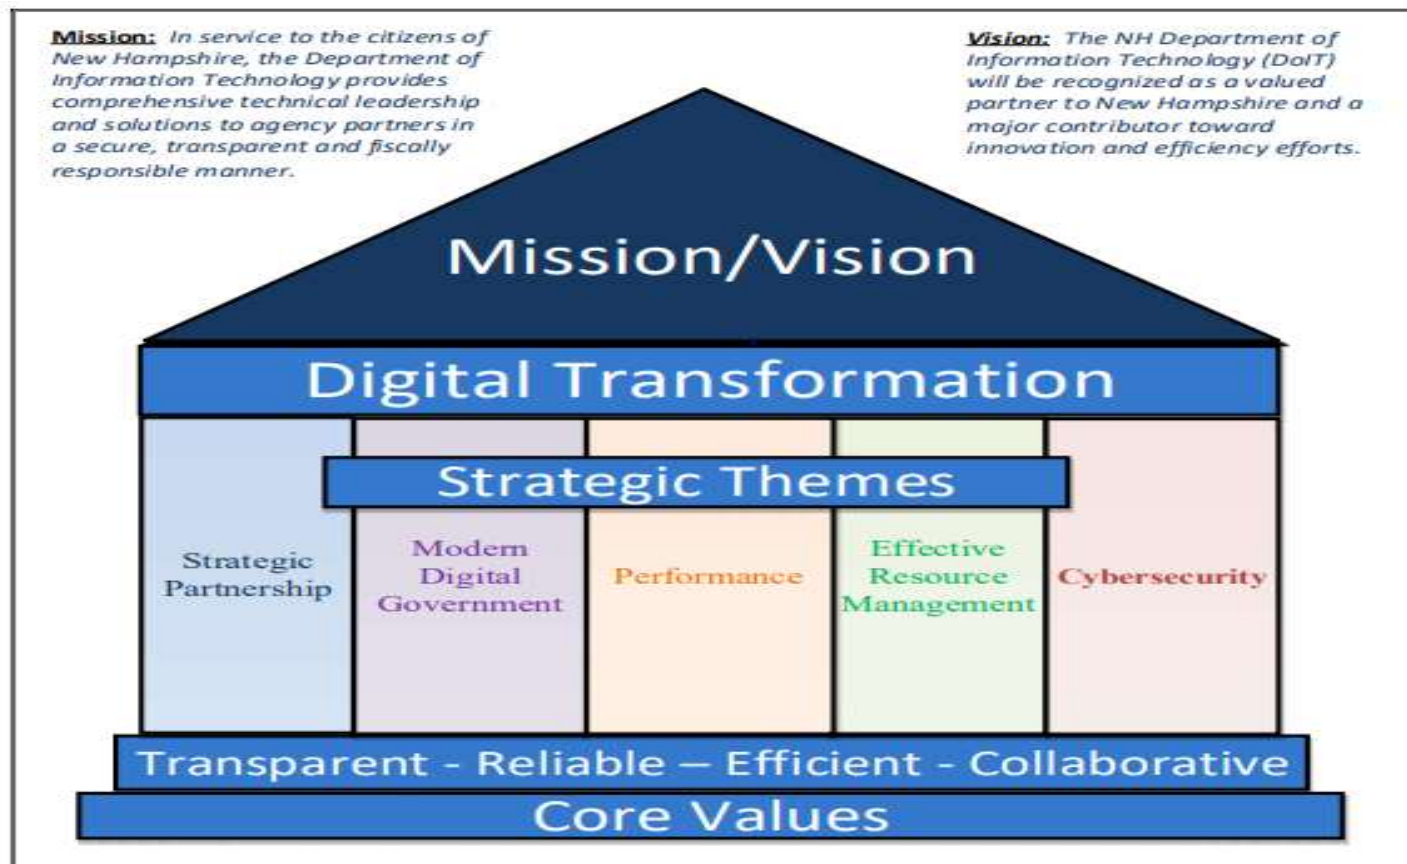 Mission: In service to the citizens of
New Hampshire, the Department of
Information Technology provides
comprehensive technical leadership
and solutions to agency partners in
a secure, transparent and fiscally
responsible manner.
Vision: The NH Department of
Information Technology (DoIT)
will be recognized as a valued
partner to New Hampshire and a
major contributor toward
innovation and efficiency efforts.
Mission/Vision
Digital Transformation
Strategic Themes
Strategic
Partnership
Modern
Digital
Government
Performance
Effective
Resource
Management
Cybersecurity
Transparent - Reliable – Efficient - Collaborative
Core Values